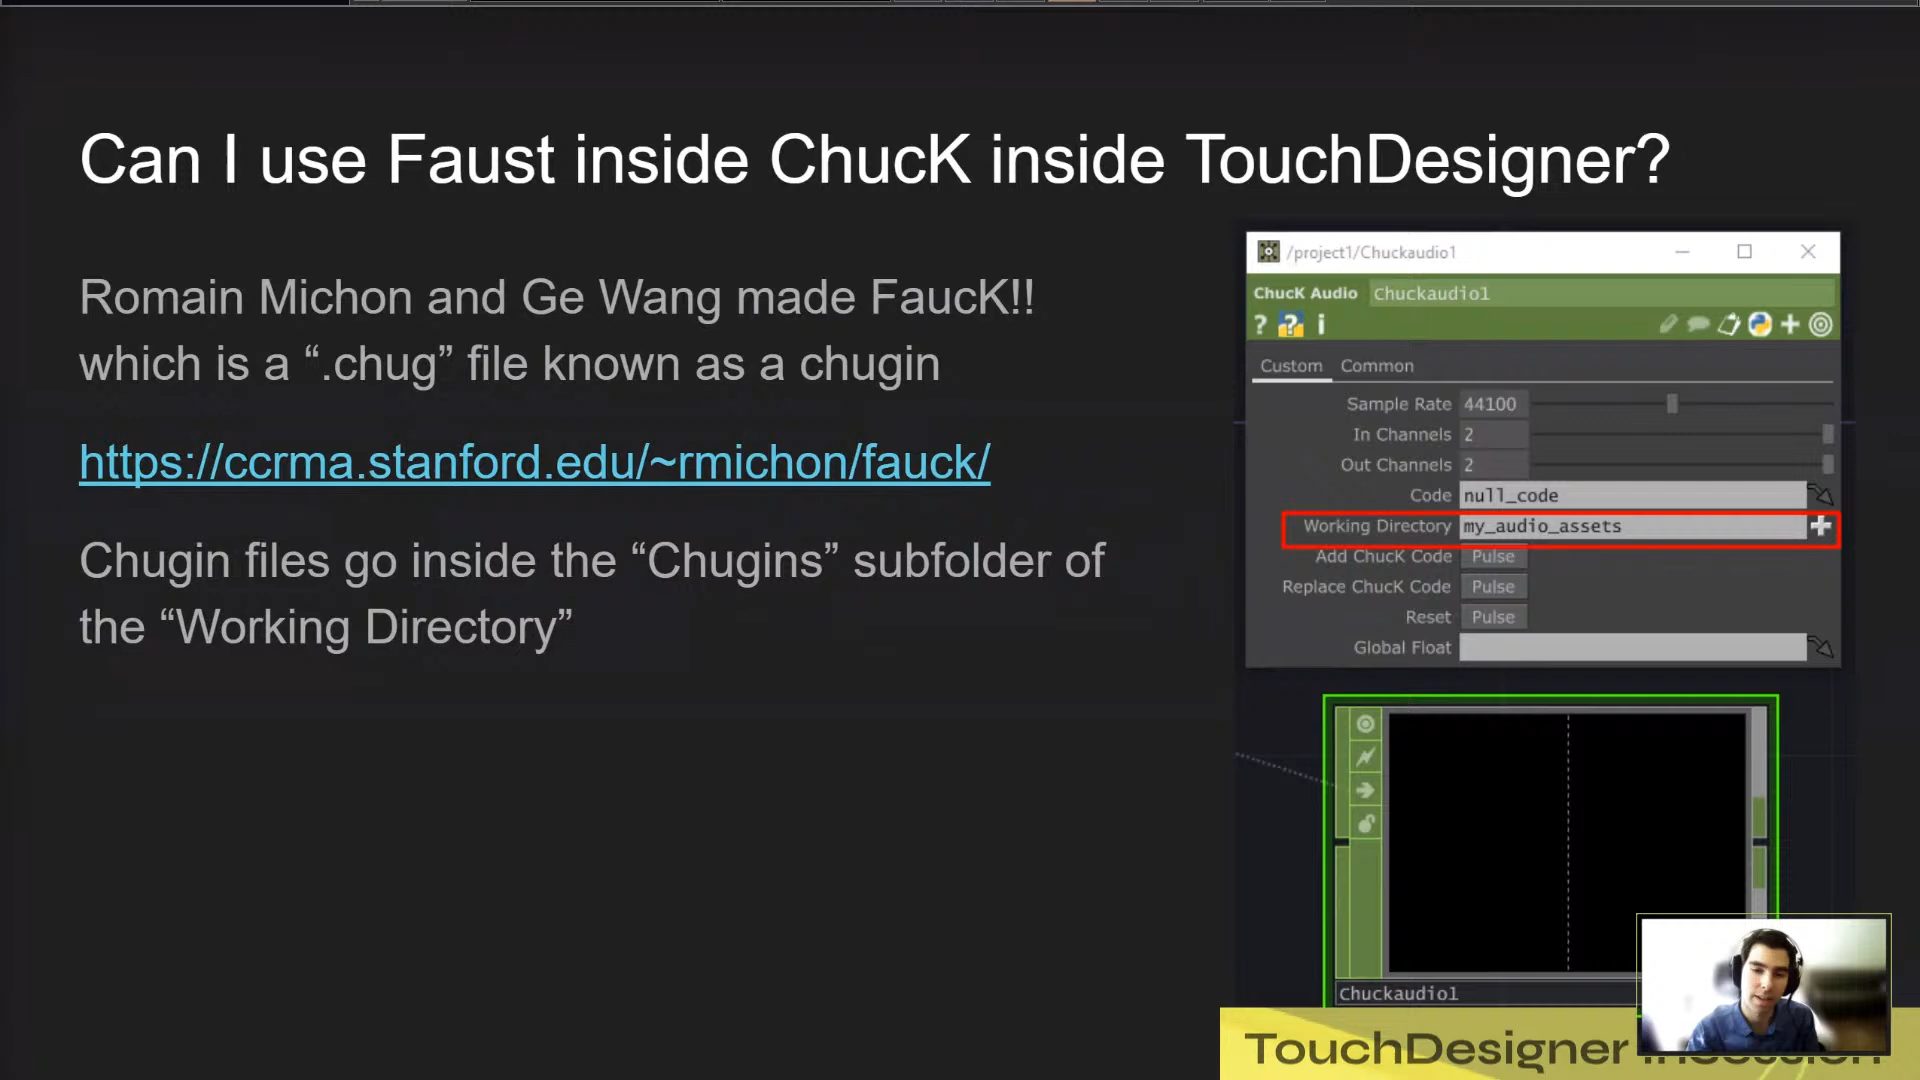 Can I use Faust inside ChucK inside TouchDesigner?
Romain Michon and Ge Wang made FaucK!!
which is a “.chug” file known as a chugin
https://ccrma.stanford.edu/~rmichon/fauck/
Chugin files go inside the “Chugins” subfolder of
the “Working Directory”
/project1/Chuckaudio1
ChucK Audio Chuckaudio1
? ? i
Custom Common
Sample Rate 44100
In Channels 2
Out Channels 2
Code null_code
Working Directory my_audio_assets
Add ChucK Code Pulse
Replace ChucK Code Pulse
Reset Pulse
Global Float
Chuckaudio1
TouchDesigner